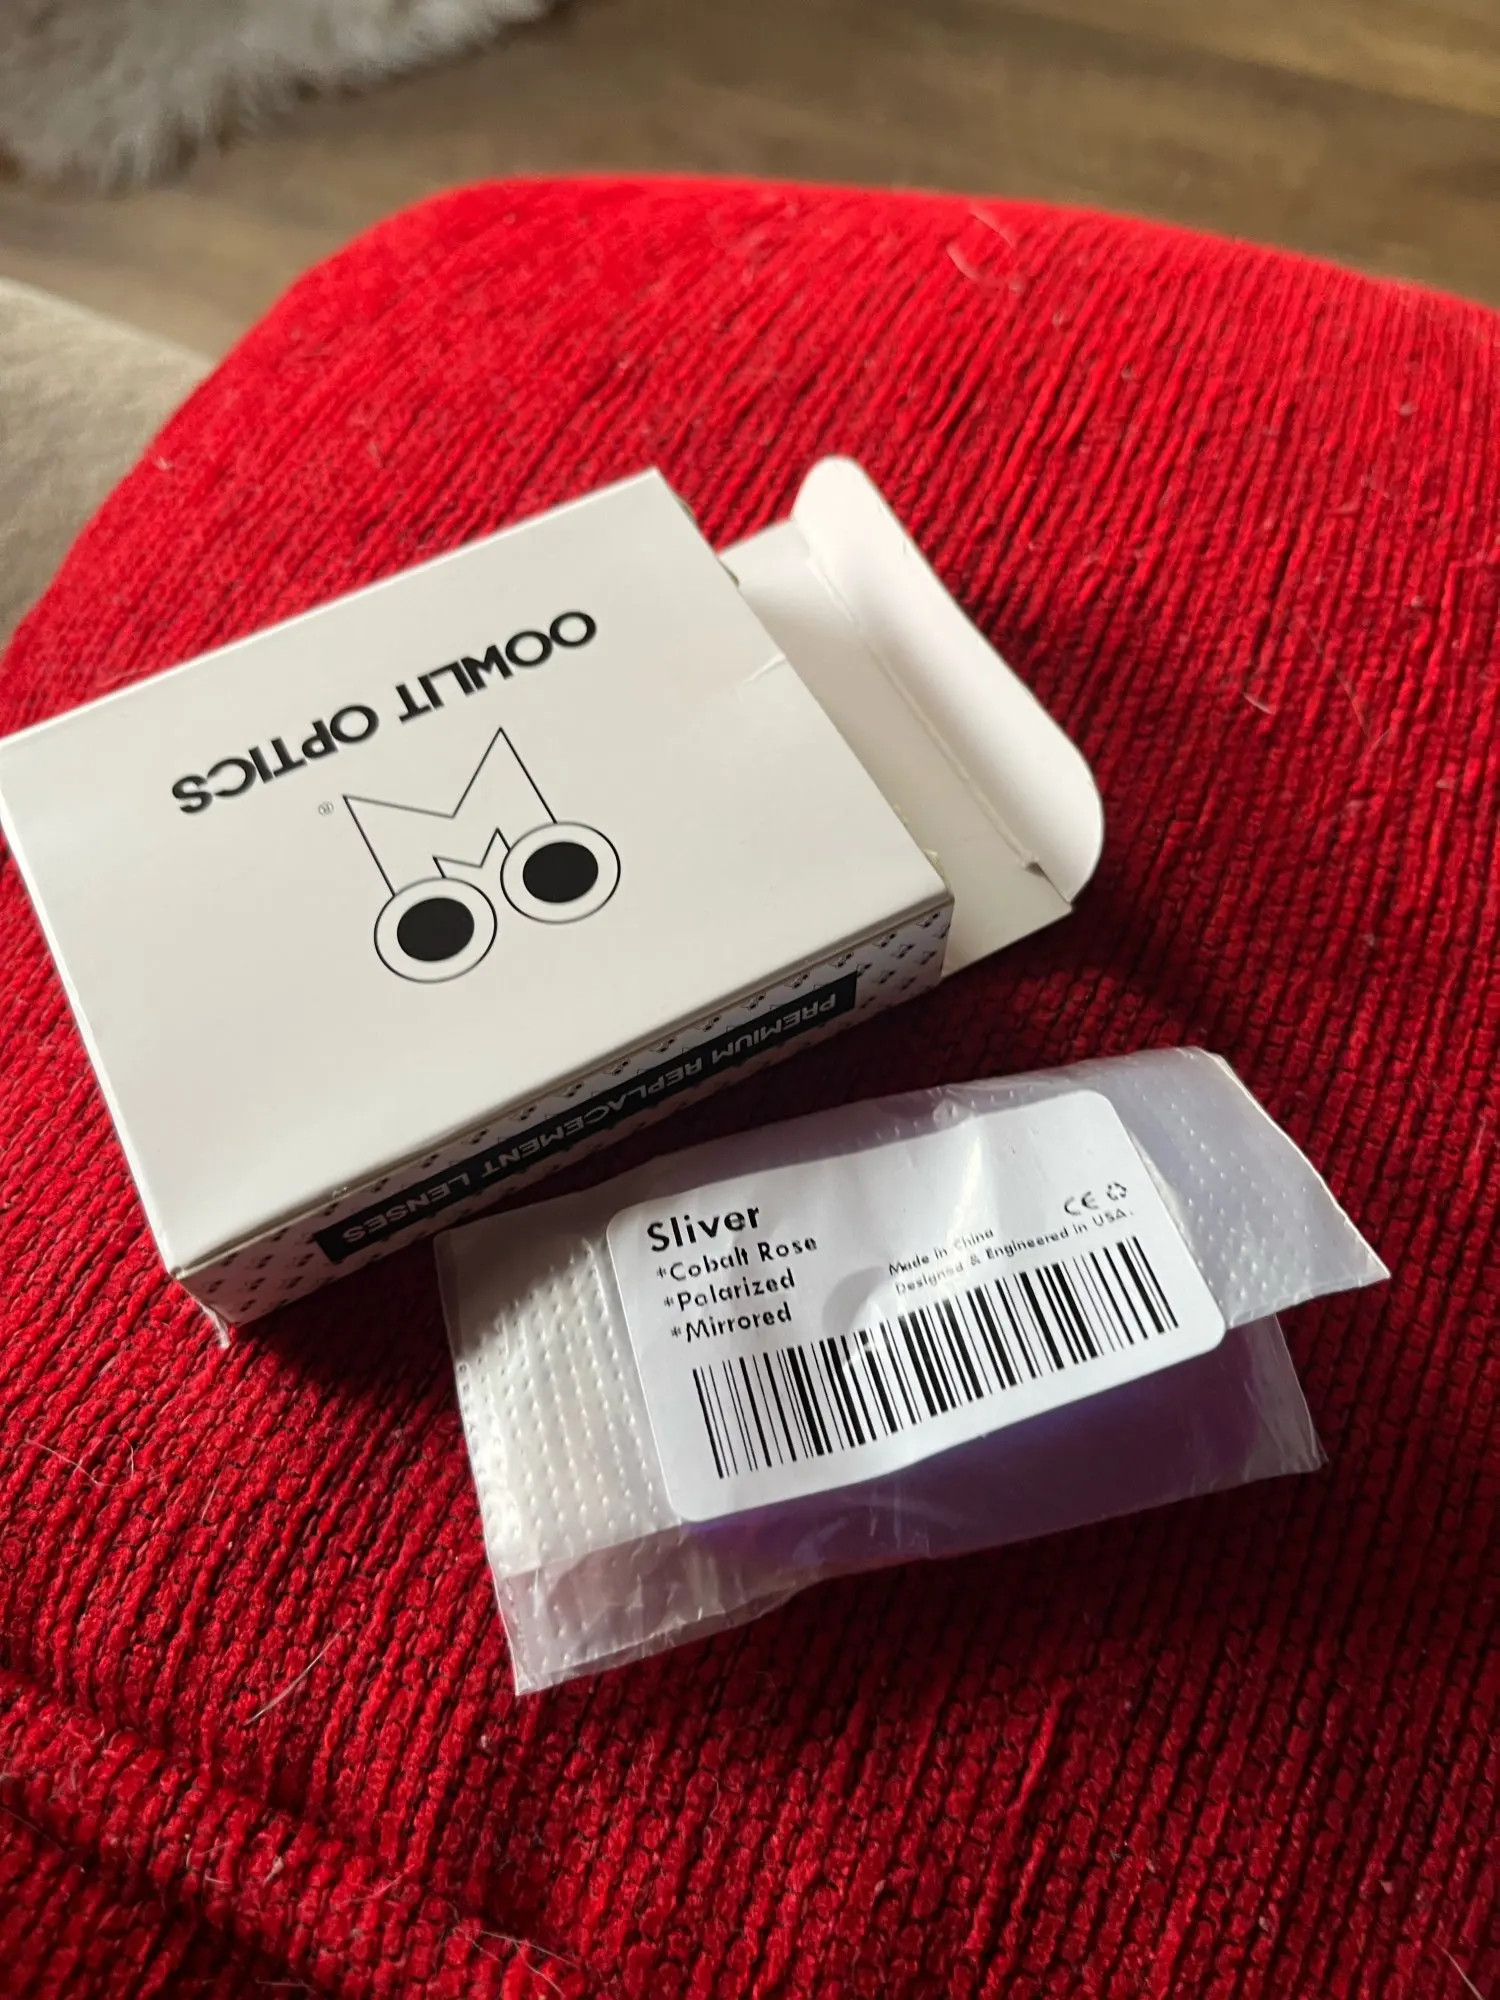 OOWLIT OPTICS
®
PREMIUM REPLACEMENT LENSES
Sliver
*Cobalt Rose
*Polarized
*Mirrored
CE
Made in China
Designed & Engineered in USA.